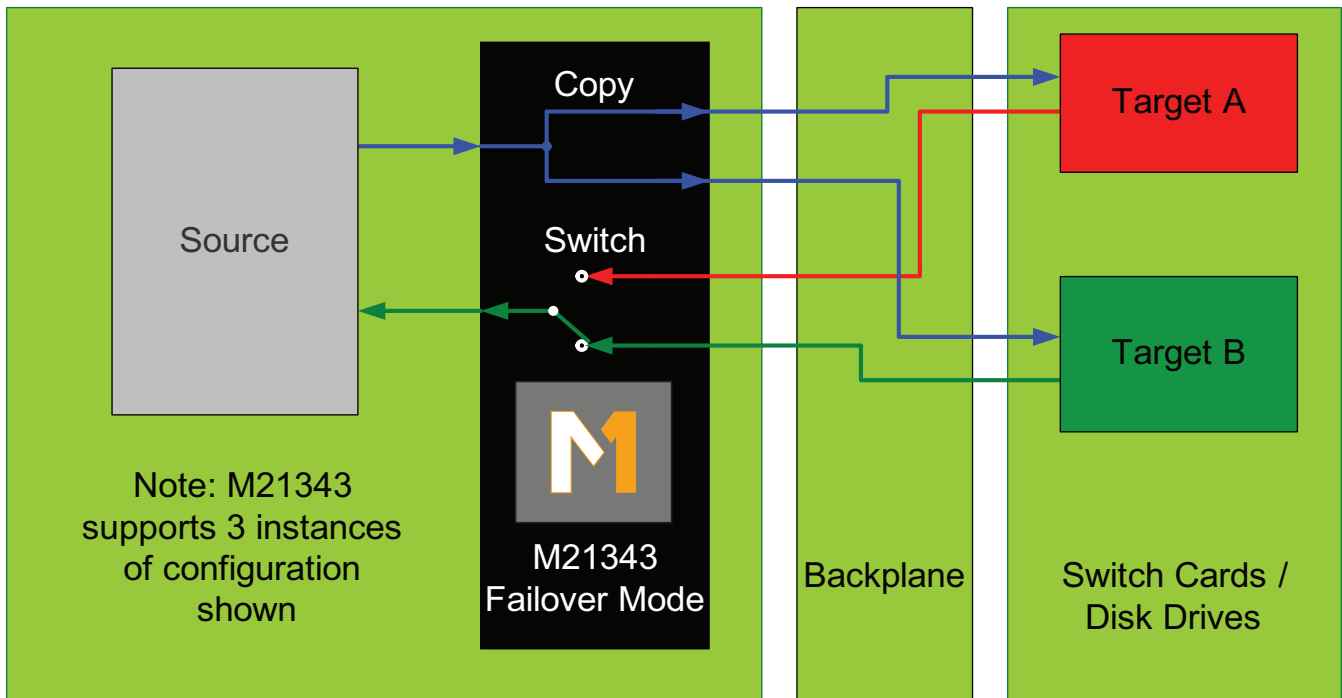 Copy
Target A
Source
Switch
Target B
Note: M21343
supports 3 instances
of configuration
shown
M1
M21343
Failover Mode
Backplane
Switch Cards /
Disk Drives